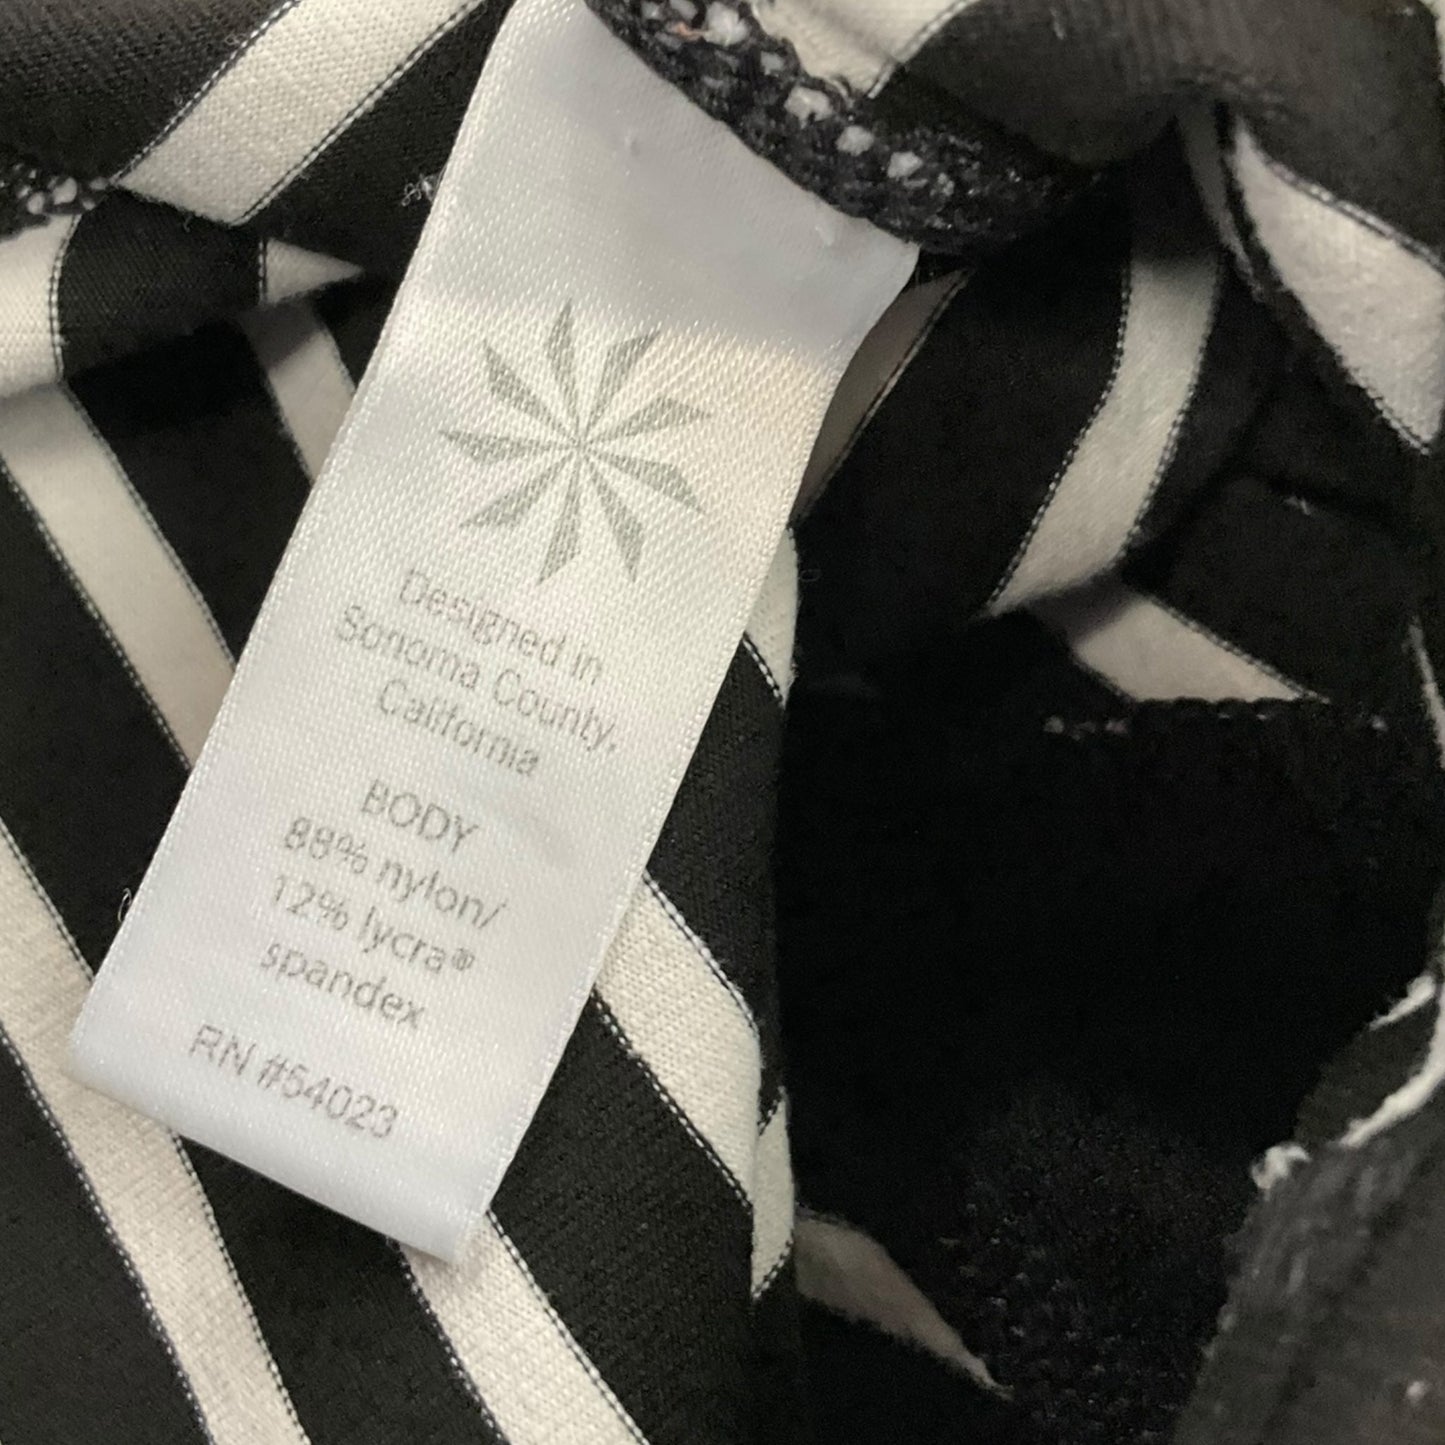 Designed in
Sonoma County,
California
BODY
88% nylon/
12% lycra®
spandex
RN #54023